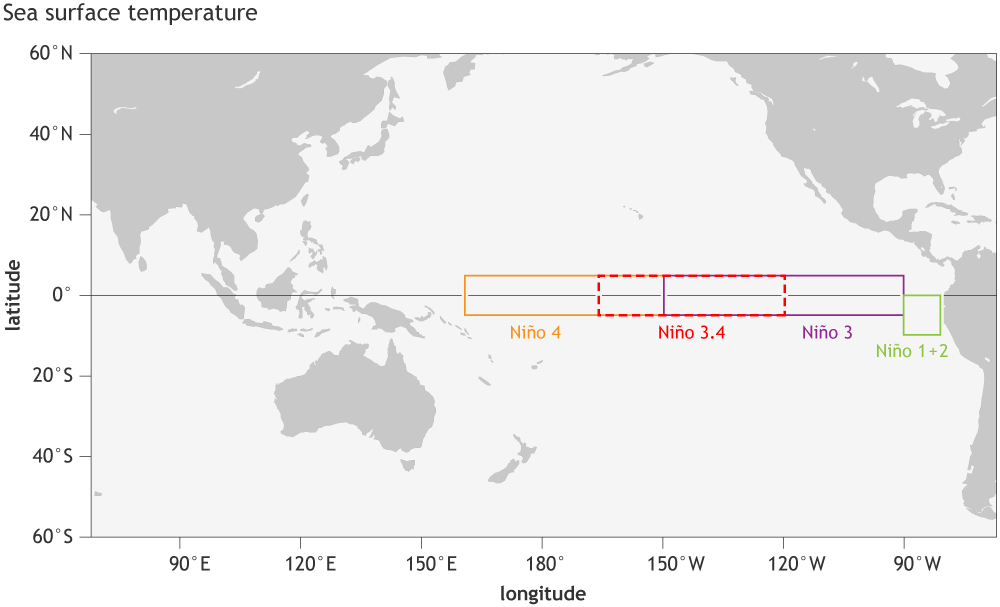 Sea surface temperature
60°N
40°N
20°N
0°
20°S
40°S
60°S
latitude
Niño 4
Niño 3.4
Niño 3
Niño 1+2
90°E
120°E
150°E
180°
150°W
120°W
90°W
longitude